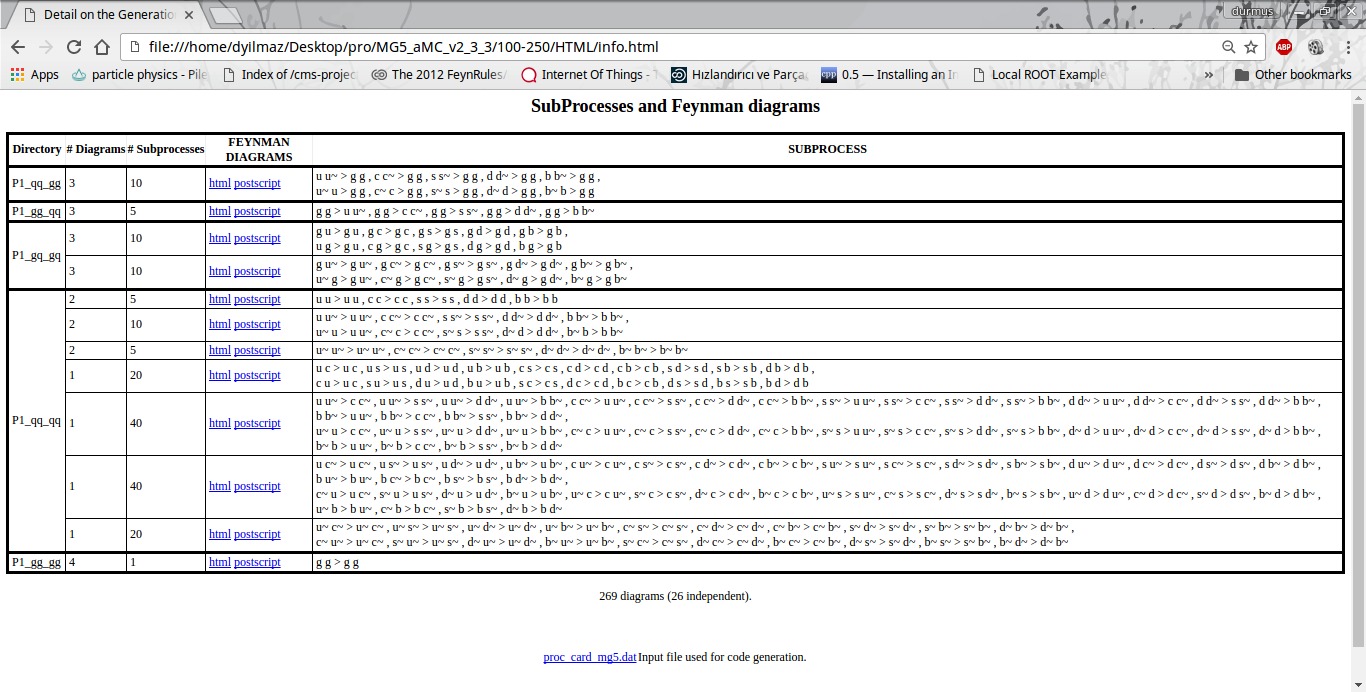 durmus
Detail on the Generatio
file:///home/dyilmaz/Desktop/pro/MG5_aMC_v2_3_3/100-250/HTML/info.html
ABP
Apps particle physics - Pile Index of /cms-projec The 2012 FeynRules/ Internet Of Things - Hızlandırıcı ve Parça cpp 0.5 — Installing an In Local ROOT Example » Other bookmarks
SubProcesses and Feynman diagrams
Directory # Diagrams # Subprocesses FEYNMAN DIAGRAMS SUBPROCESS
P1_qq_gg 3 10 html postscript u u~ > g g , c c~ > g g , s s~ > g g , d d~ > g g , b b~ > g g ,
u~ u > g g , c~ c > g g , s~ s > g g , d~ d > g g , b~ b > g g
P1_gg_qq 3 5 html postscript g g > u u~ , g g > c c~ , g g > s s~ , g g > d d~ , g g > b b~
P1_gq_gq 3 10 html postscript g u > g u , g c > g c , g s > g s , g d > g d , g b > g b ,
u g > g u , c g > g c , s g > g s , d g > g d , b g > g b
3 10 html postscript g u~ > g u~ , g c~ > g c~ , g s~ > g s~ , g d~ > g d~ , g b~ > g b~ ,
u~ g > g u~ , c~ g > g c~ , s~ g > g s~ , d~ g > g d~ , b~ g > g b~
P1_qq_qq 2 5 html postscript u u > u u , c c > c c , s s > s s , d d > d d , b b > b b
2 10 html postscript u u~ > u u~ , c c~ > c c~ , s s~ > s s~ , d d~ > d d~ , b b~ > b b~ ,
u~ u > u u~ , c~ c > c c~ , s~ s > s s~ , d~ d > d d~ , b~ b > b b~
2 5 html postscript u~ u~ > u~ u~ , c~ c~ > c~ c~ , s~ s~ > s~ s~ , d~ d~ > d~ d~ , b~ b~ > b~ b~
1 20 html postscript u c > u c , u s > u s , u d > u d , u b > u b , c s > c s , c d > c d , c b > c b , s d > s d , s b > s b , d b > d b ,
c u > u c , s u > u s , d u > u d , b u > u b , s c > c s , d c > c d , b c > c b , d s > s d , b s > s b , b d > d b
1 40 html postscript u u~ > c c~ , u u~ > s s~ , u u~ > d d~ , u u~ > b b~ , c c~ > u u~ , c c~ > s s~ , c c~ > d d~ , c c~ > b b~ , s s~ > u u~ , s s~ > c c~ , s s~ > d d~ , s s~ > b b~ , d d~ > u u~ , d d~ > c c~ , d d~ > s s~ , d d~ > b b~ ,
b b~ > u u~ , b b~ > c c~ , b b~ > s s~ , b b~ > d d~ ,
u~ u > c c~ , u~ u > s s~ , u~ u > d d~ , u~ u > b b~ , c~ c > u u~ , c~ c > s s~ , c~ c > d d~ , c~ c > b b~ , s~ s > u u~ , s~ s > c c~ , s~ s > d d~ , s~ s > b b~ , d~ d > u u~ , d~ d > c c~ , d~ d > s s~ , d~ d > b b~ ,
b~ b > u u~ , b~ b > c c~ , b~ b > s s~ , b~ b > d d~
1 40 html postscript u c~ > u c~ , u s~ > u s~ , u d~ > u d~ , u b~ > u b~ , c u~ > c u~ , c s~ > c s~ , c d~ > c d~ , c b~ > c b~ , s u~ > s u~ , s c~ > s c~ , s d~ > s d~ , s b~ > s b~ , d u~ > d u~ , d c~ > d c~ , d s~ > d s~ , d b~ > d b~ ,
b u~ > b u~ , b c~ > b c~ , b s~ > b s~ , b d~ > b d~ ,
c~ u > u c~ , s~ u > u s~ , d~ u > u d~ , b~ u > u b~ , u~ c > c u~ , s~ c > c s~ , d~ c > c d~ , b~ c > c b~ , u~ s > s u~ , c~ s > s c~ , d~ s > s d~ , b~ s > s b~ , u~ d > d u~ , c~ d > d c~ , s~ d > d s~ , b~ d > d b~ ,
u~ b > b u~ , c~ b > b c~ , s~ b > b s~ , d~ b > b d~
1 20 html postscript u~ c~ > u~ c~ , u~ s~ > u~ s~ , u~ d~ > u~ d~ , u~ b~ > u~ b~ , c~ s~ > c~ s~ , c~ d~ > c~ d~ , c~ b~ > c~ b~ , s~ d~ > s~ d~ , s~ b~ > s~ b~ , d~ b~ > d~ b~ ,
c~ u~ > u~ c~ , s~ u~ > u~ s~ , d~ u~ > u~ d~ , b~ u~ > u~ b~ , s~ c~ > c~ s~ , d~ c~ > c~ d~ , b~ c~ > c~ b~ , d~ s~ > s~ d~ , b~ s~ > s~ b~ , b~ d~ > d~ b~
P1_gg_gg 4 1 html postscript g g > g g
269 diagrams (26 independent).
proc_card_mg5.dat Input file used for code generation.